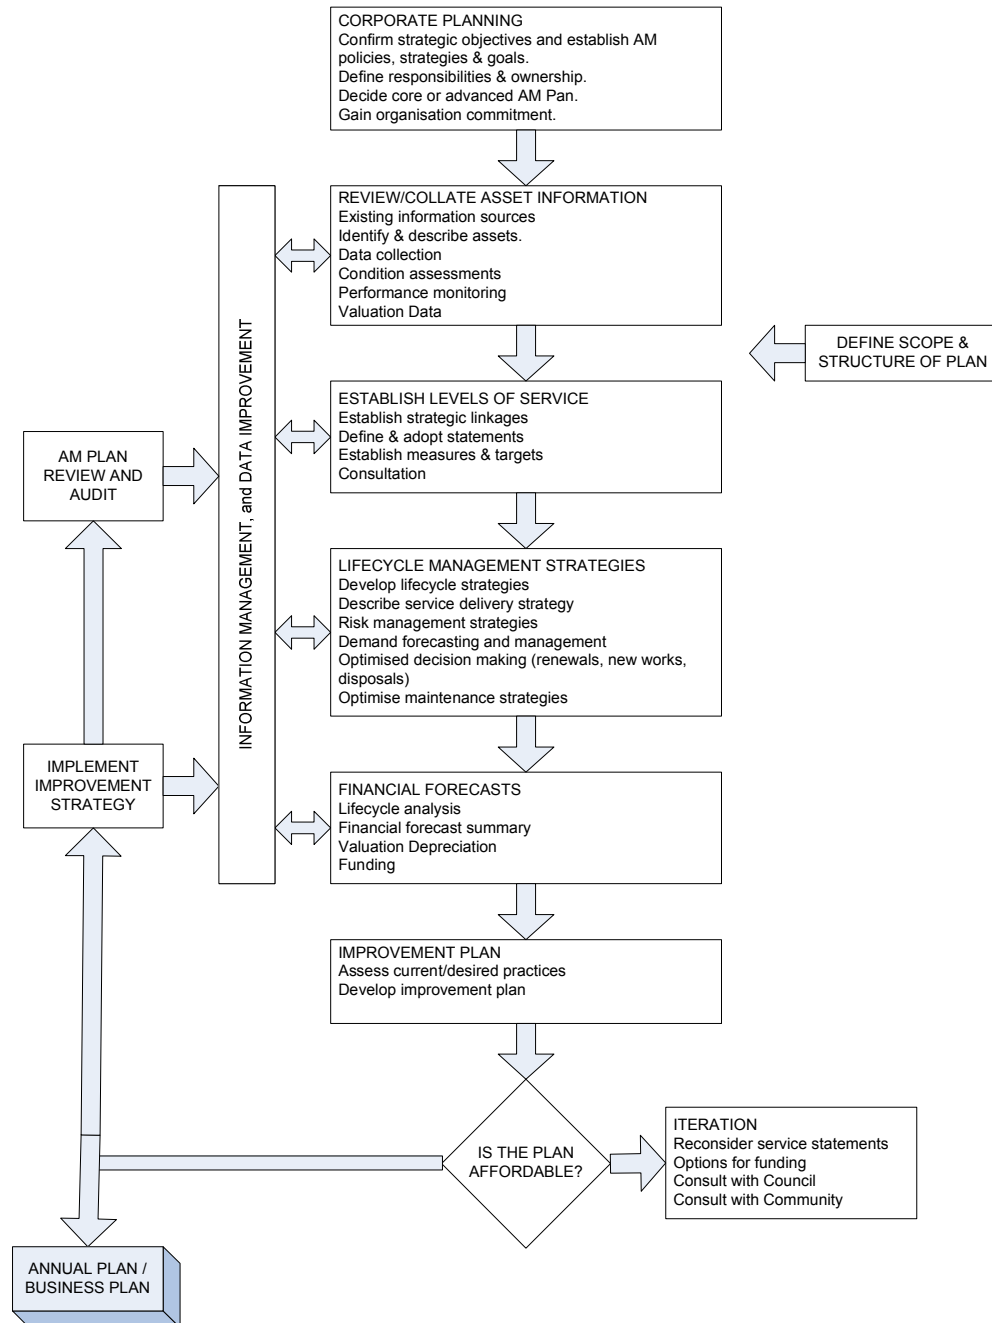 CORPORATE PLANNING
Confirm strategic objectives and establish AM
policies, strategies & goals.
Define responsibilities & ownership.
Decide core or advanced AM Pan.
Gain organisation commitment.
REVIEW/COLLATE ASSET INFORMATION
Existing information sources
Identify & describe assets.
Data collection
Condition assessments
Performance monitoring
Valuation Data
DEFINE SCOPE &
STRUCTURE OF PLAN
INFORMATION MANAGEMENT, and DATA IMPROVEMENT
ESTABLISH LEVELS OF SERVICE
Establish strategic linkages
Define & adopt statements
Establish measures & targets
Consultation
AM PLAN
REVIEW AND
AUDIT
LIFECYCLE MANAGEMENT STRATEGIES
Develop lifecycle strategies
Describe service delivery strategy
Risk management strategies
Demand forecasting and management
Optimised decision making (renewals, new works,
disposals)
Optimise maintenance strategies
IMPLEMENT
IMPROVEMENT
STRATEGY
FINANCIAL FORECASTS
Lifecycle analysis
Financial forecast summary
Valuation Depreciation
Funding
IMPROVEMENT PLAN
Assess current/desired practices
Develop improvement plan
IS THE PLAN
AFFORDABLE?
ITERATION
Reconsider service statements
Options for funding
Consult with Council
Consult with Community
ANNUAL PLAN /
BUSINESS PLAN